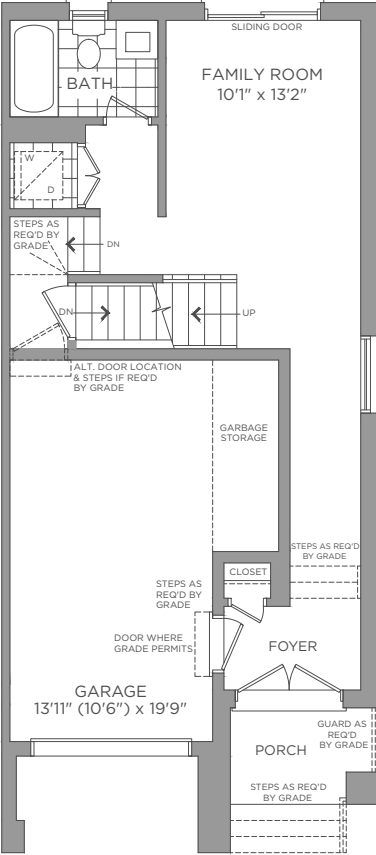 SLIDING DOOR
BATH
FAMILY ROOM
10'1" x 13'2"
W
D
STEPS AS
REQ'D BY
GRADE
DN
DN
UP
ALT. DOOR LOCATION
& STEPS IF REQ'D
BY GRADE
GARBAGE
STORAGE
STEPS AS REQ'D
BY GRADE
CLOSET
STEPS AS
REQ'D BY
GRADE
DOOR WHERE
GRADE PERMITS
FOYER
GARAGE
13'11" (10'6") x 19'9"
GUARD AS
REQ'D
BY GRADE
PORCH
STEPS AS REQ'D
BY GRADE